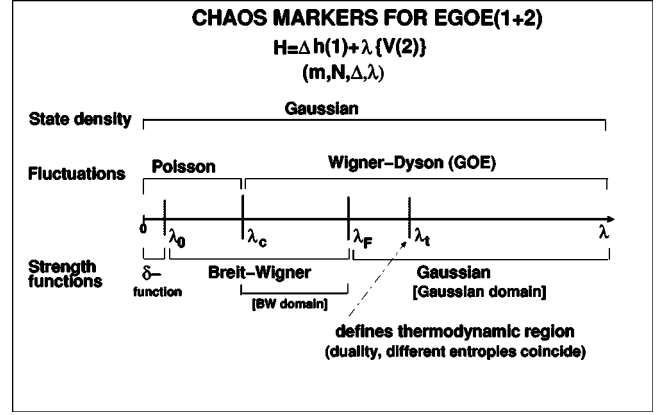 CHAOS MARKERS FOR EGOE(1+2)
H=Δh(1)+λ{V(2)}
(m,N,Δ,λ)
State density
Gaussian
Fluctuations
Poisson
Wigner−Dyson (GOE)
0
λ0
λc
λF
λt
λ
Strength functions
δ−function
Breit−Wigner
[BW domain]
Gaussian
[Gaussian domain]
defines thermodynamic region
(duality, different entropies coincide)